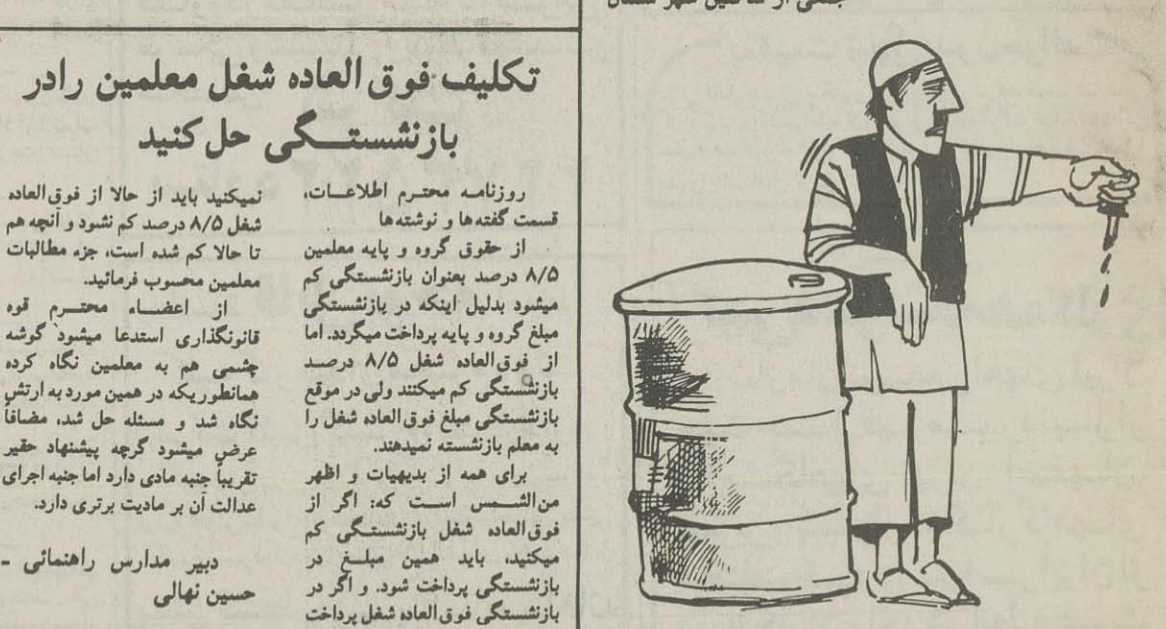 جمعی از ساکنین شهر سمنان
تکلیف فوق العاده شغل معلمین رادر
بازنشستگی حل کنید
روزنامه محترم اطلاعات،
قسمت گفته‌ها و نوشته‌ها
از حقوق گروه و پایه معلمین
۸/۵ درصد بعنوان بازنشستگی کم
میشود بدلیل اینکه در بازنشستگی
مبلغ گروه و پایه پرداخت میگردد. اما
از فوق‌العاده شغل ۸/۵ درصد
بازنشستگی کم میکنند ولی در موقع
بازنشستگی مبلغ فوق‌العاده شغل را
به معلم بازنشسته نمیدهند.
برای همه از بدیهیات و اظهر
من‌الشمس است که: اگر از
فوق‌العاده شغل بازنشستگی کم
میکنید، باید همین مبلغ در
بازنشستگی پرداخت شود. و اگر در
بازنشستگی فوق‌العاده شغل پرداخت
نمیکنید باید از حالا از فوق‌العاده
شغل ۸/۵ درصد کم نشود و آنچه هم
تا حالا کم شده است، جزء مطالبات
معلمین محسوب فرمائید.
از اعضاء محترم قوه
قانونگذاری استدعا میشود گوشه
چشمی هم به معلمین نگاه کرده
همانطوریکه در همین مورد به ارتش
نگاه شد و مسئله حل شد، مضافاً
عرض میشود گرچه پیشنهاد حقیر
تقریباً جنبه مادی دارد اما جنبه اجرای
عدالت آن بر مادیت برتری دارد.
دبیر مدارس راهنمائی -
حسین نهالی